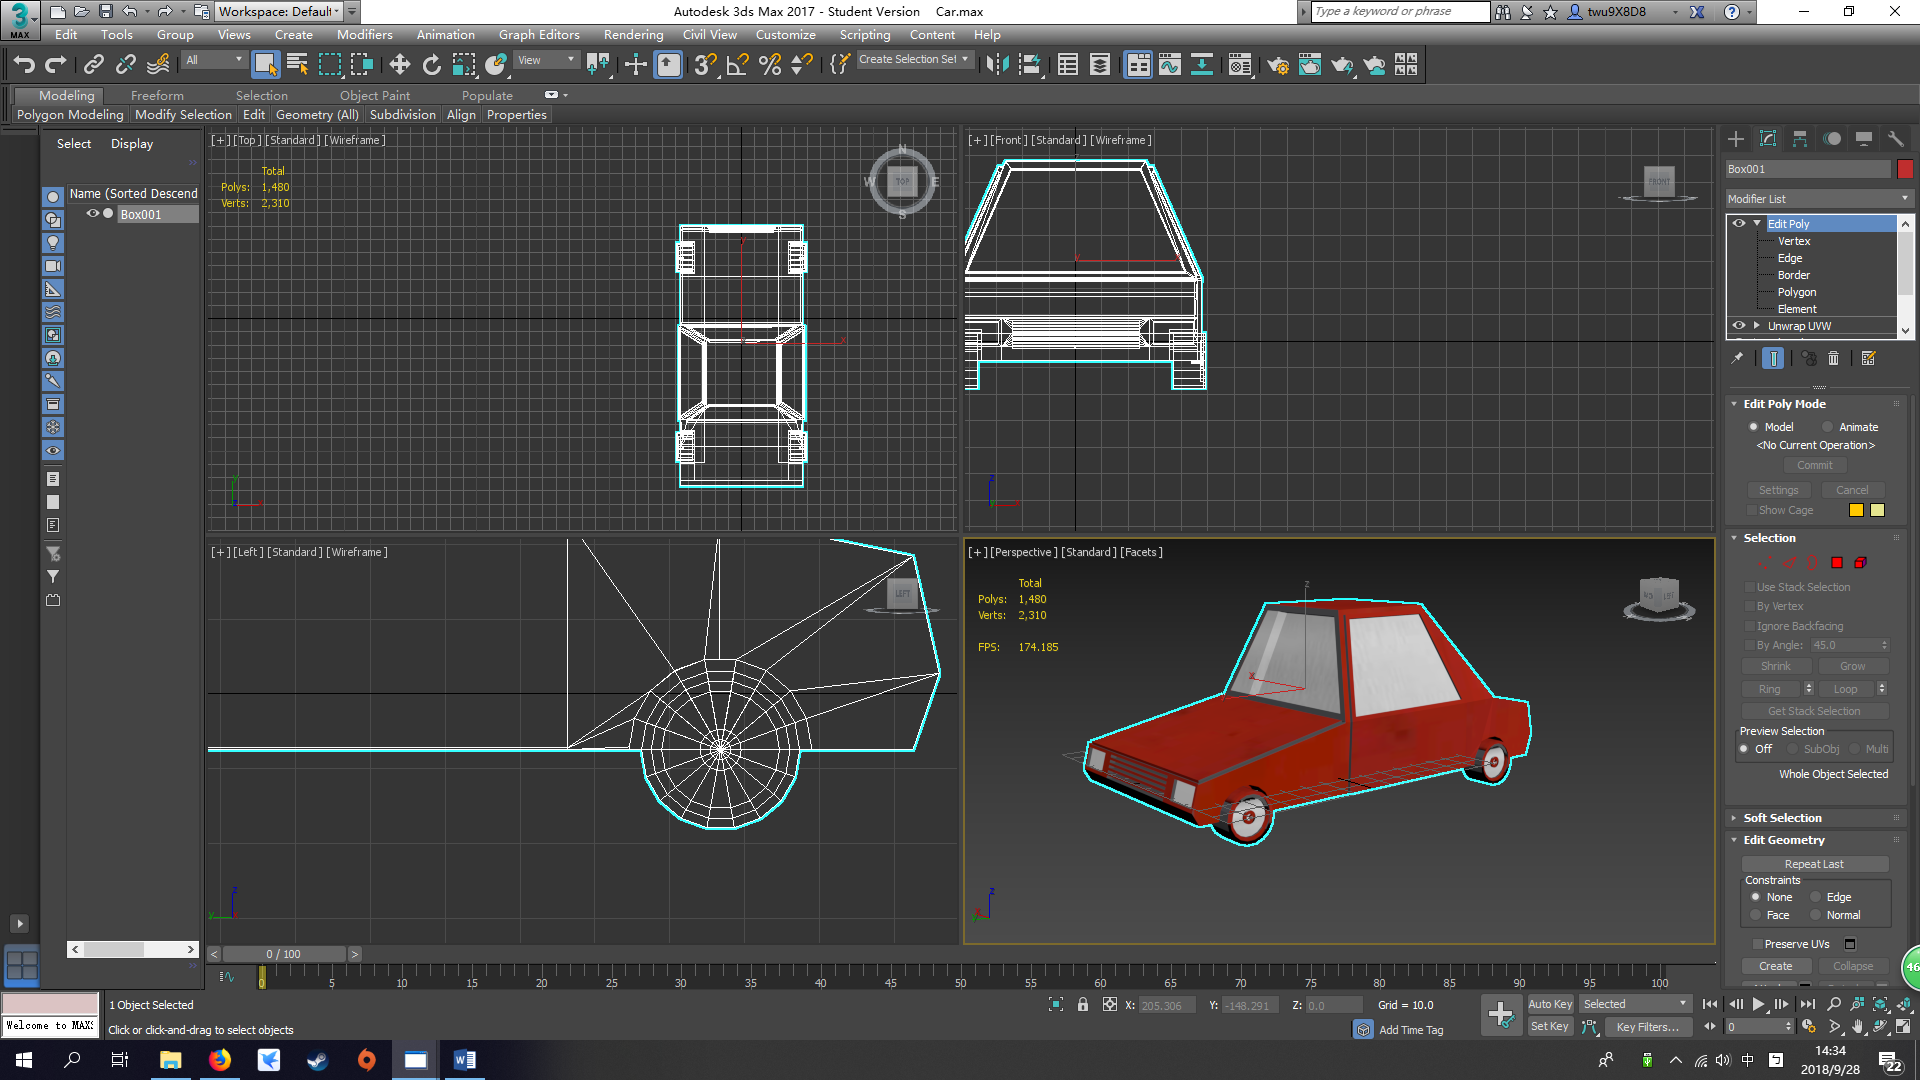 3
MAX
Workspace: Default
Autodesk 3ds Max 2017 - Student Version    Car.max
Type a keyword or phrase
twu9X8D8
Edit Tools Group Views Create Modifiers Animation Graph Editors Rendering Civil View Customize Scripting Content Help
All
View
Create Selection Set
Modeling Freeform Selection Object Paint Populate
Polygon Modeling Modify Selection Edit Geometry (All) Subdivision Align Properties
Select Display
Name (Sorted Descend
Box001
[+] [Top] [Standard] [Wireframe]
Total
Polys: 1,480
Verts: 2,310
N
W TOP E
S
[+] [Front] [Standard] [Wireframe]
FRONT
[+] [Left] [Standard] [Wireframe]
LEFT
[+] [Perspective] [Standard] [Facets]
Total
Polys: 1,480
Verts: 2,310
FPS: 174.185
Box001
Modifier List
Edit Poly
Vertex
Edge
Border
Polygon
Element
Unwrap UVW
Edit Poly Mode
Model Animate
<No Current Operation>
Commit
Settings Cancel
Show Cage
Selection
Use Stack Selection
By Vertex
Ignore Backfacing
By Angle: 45.0
Shrink Grow
Ring Loop
Get Stack Selection
Preview Selection
Off SubObj Multi
Whole Object Selected
Soft Selection
Edit Geometry
Repeat Last
Constraints
None Edge
Face Normal
Preserve UVs
Create Collapse
46
0 / 100
0 5 10 15 20 25 30 35 40 45 50 55 60 65 70 75 80 85 90 95 100
1 Object Selected
X: 205.306 Y: -148.291 Z: 0.0 Grid = 10.0
Auto Key Selected
Welcome to MAX
Click or click-and-drag to select objects
Add Time Tag
Set Key Key Filters...
0
中
14:34
2018/9/28
22